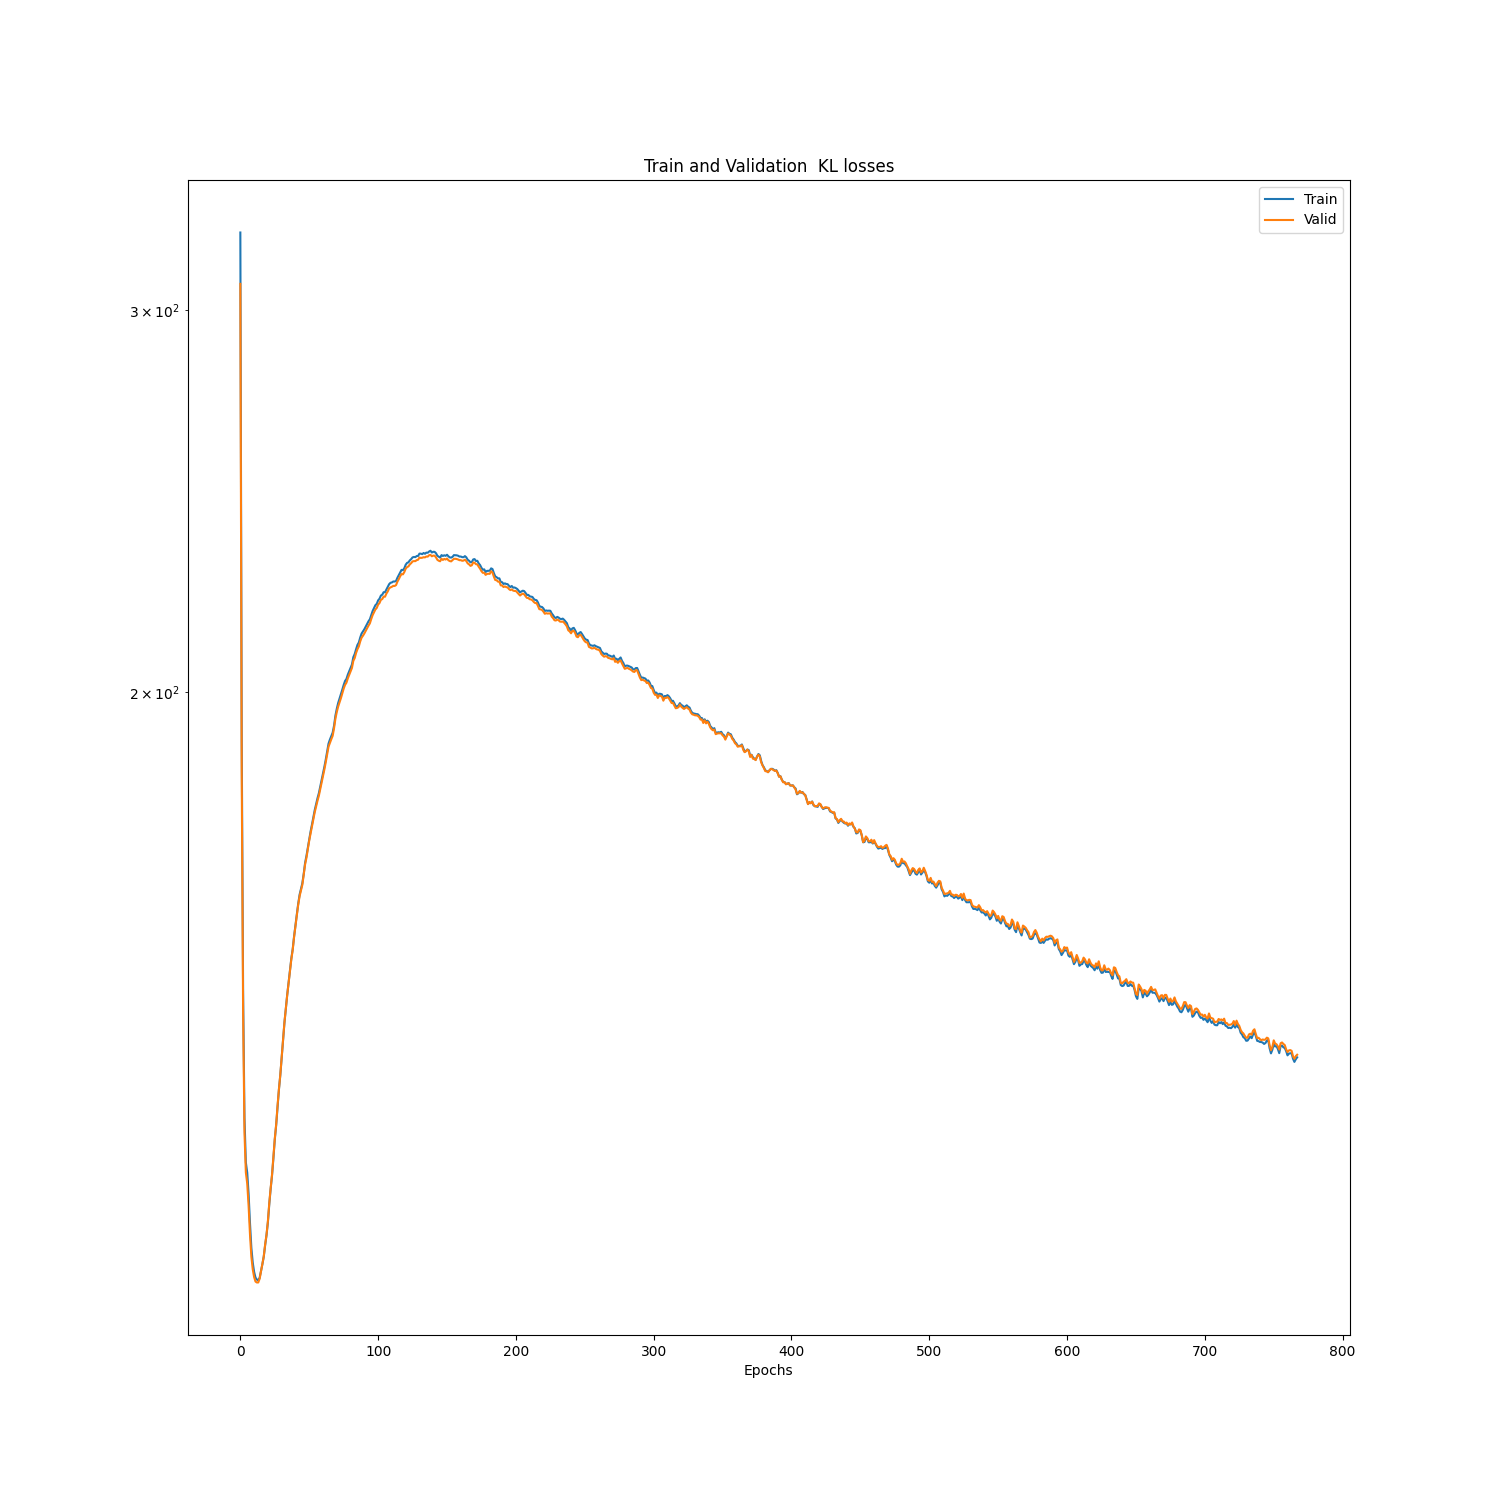 Train and Validation  KL losses
Train
Valid
3 × 10²
2 × 10²
0 100 200 300 400 500 600 700 800
Epochs